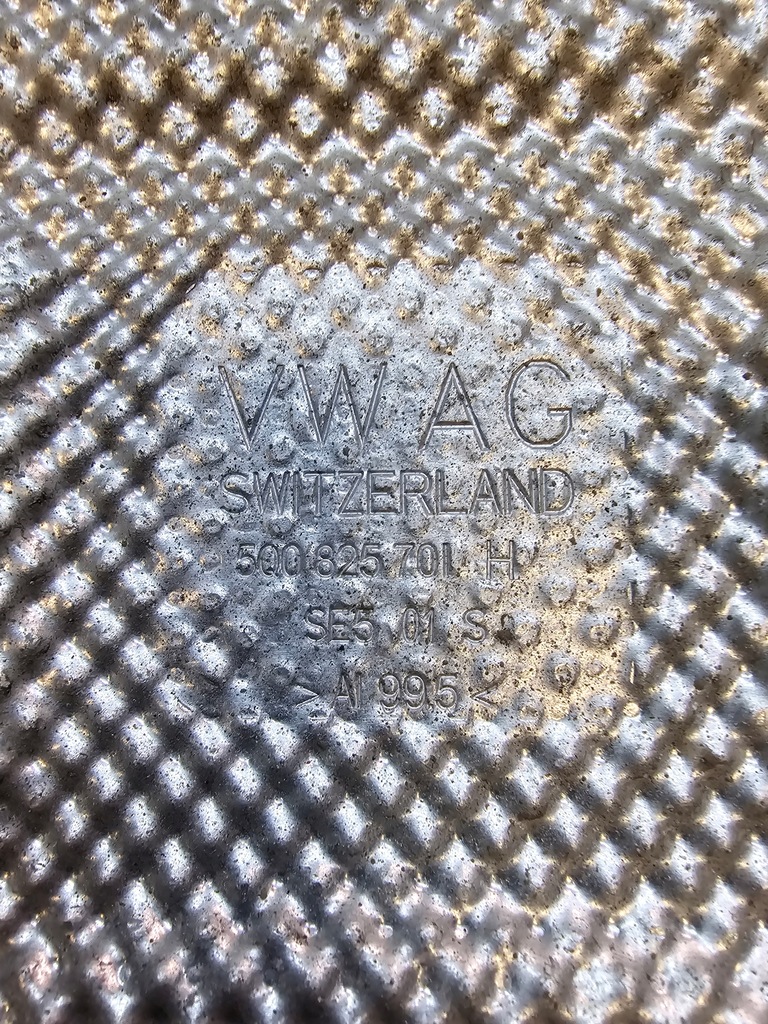 VW AG
SWITZERLAND
5Q0.825.701 H
SE5 01 S
> Al 99.5 <